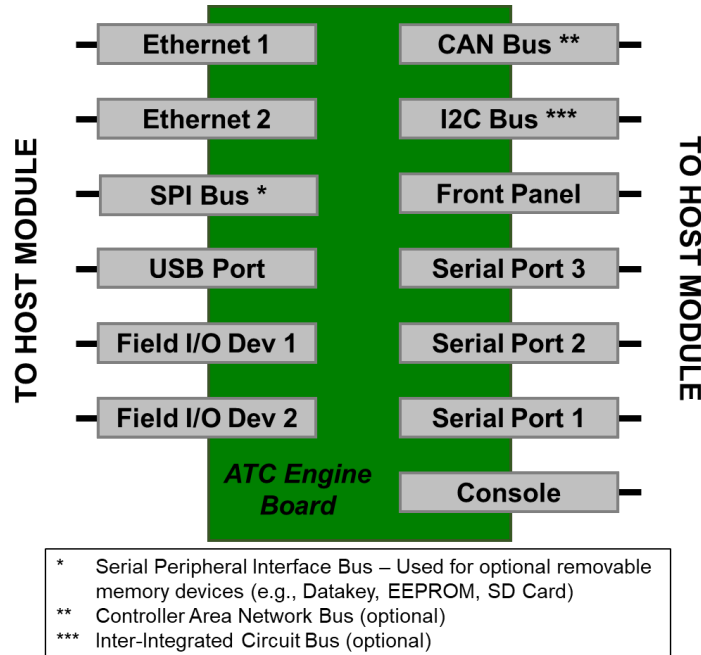 TO HOST MODULE
Ethernet 1
Ethernet 2
SPI Bus *
USB Port
Field I/O Dev 1
Field I/O Dev 2
ATC Engine
Board
CAN Bus **
I2C Bus ***
Front Panel
Serial Port 3
Serial Port 2
Serial Port 1
Console
TO HOST MODULE
* Serial Peripheral Interface Bus – Used for optional removable
memory devices (e.g., Datakey, EEPROM, SD Card)
** Controller Area Network Bus (optional)
*** Inter-Integrated Circuit Bus (optional)